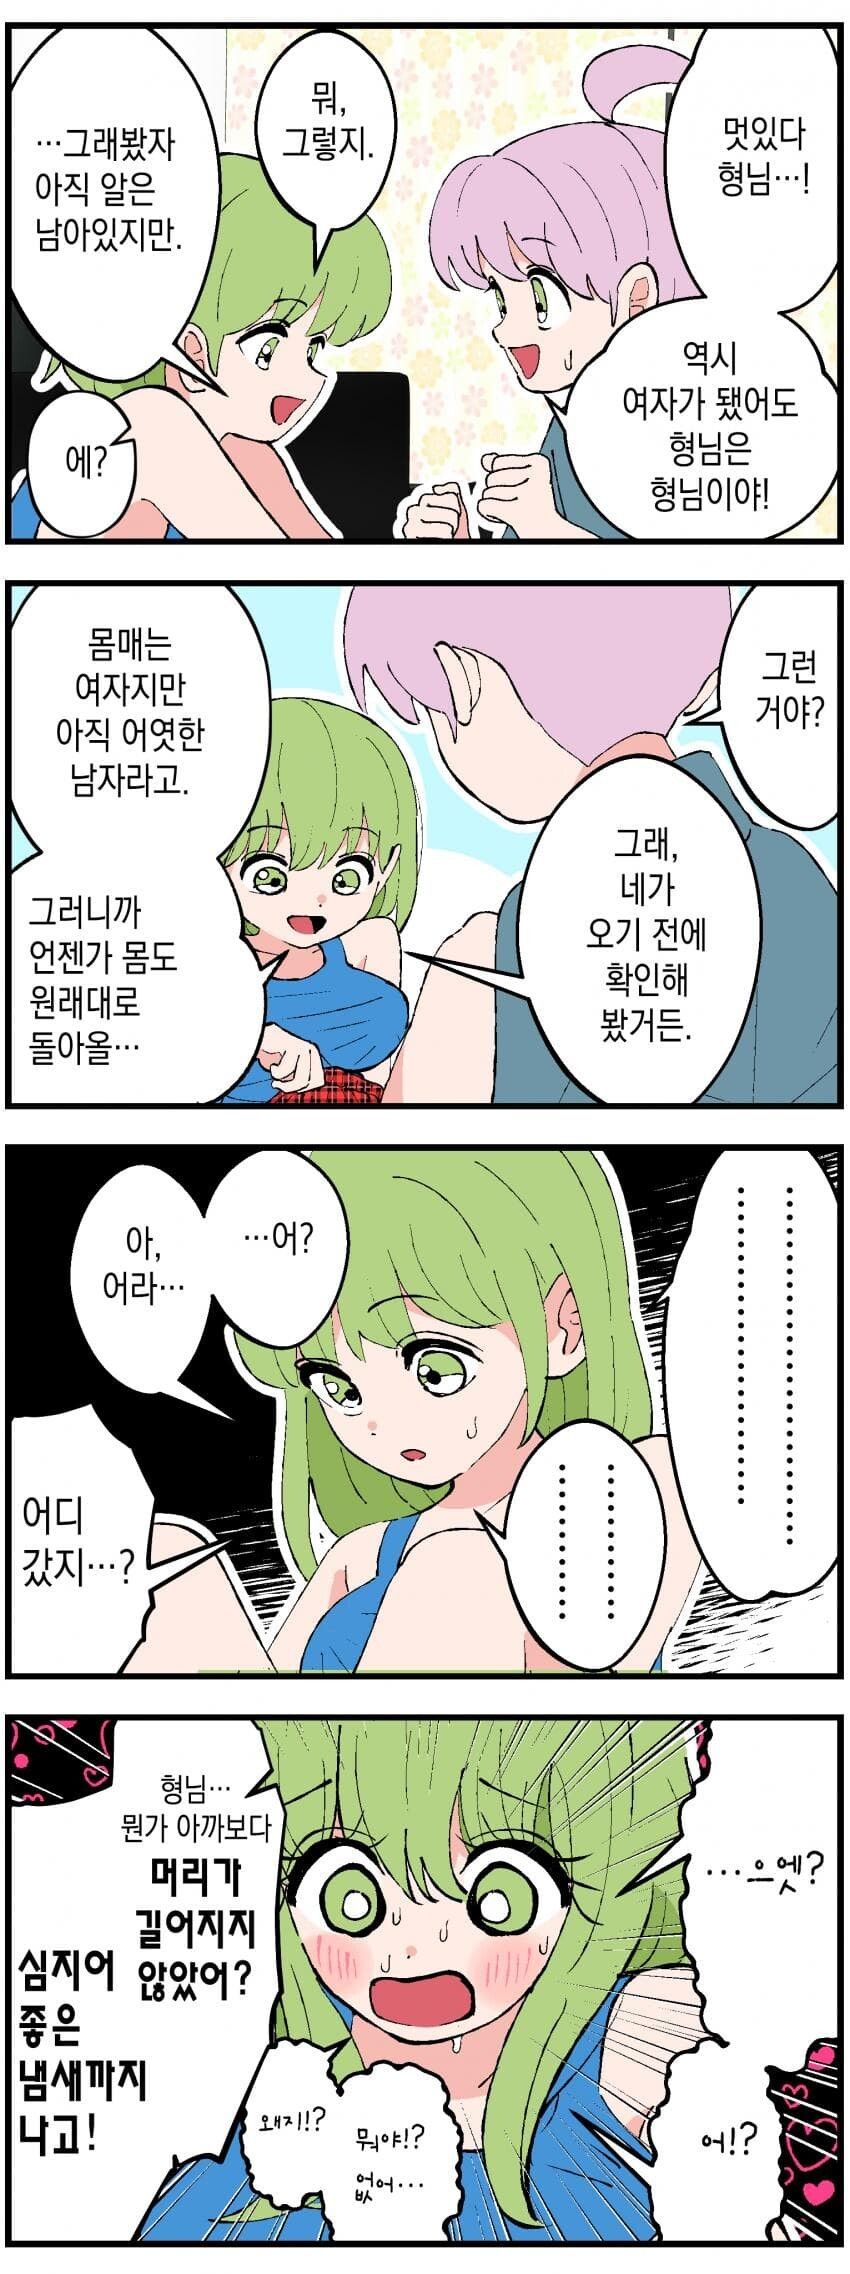 멋있다
형님…!
역시
여자가 됐어도
형님은
형님이야!
뭐,
그렇지.
…그래봤자
아직 알은
남아있지만.
에?
그런
거야?
그래,
네가
오기 전에
확인해
봤거든.
몸매는
여자지만
아직 어엿한
남자라고.
그러니까
언젠가 몸도
원래대로
돌아올…
…어?
아,
어라…
어디
갔지…?
…으엣?
형님…
뭔가 아까보다
머리가
길어지지
않았어?
심지어
좋은
냄새까지
나고!
어!?
뭐야!?
없어…
왜지!?